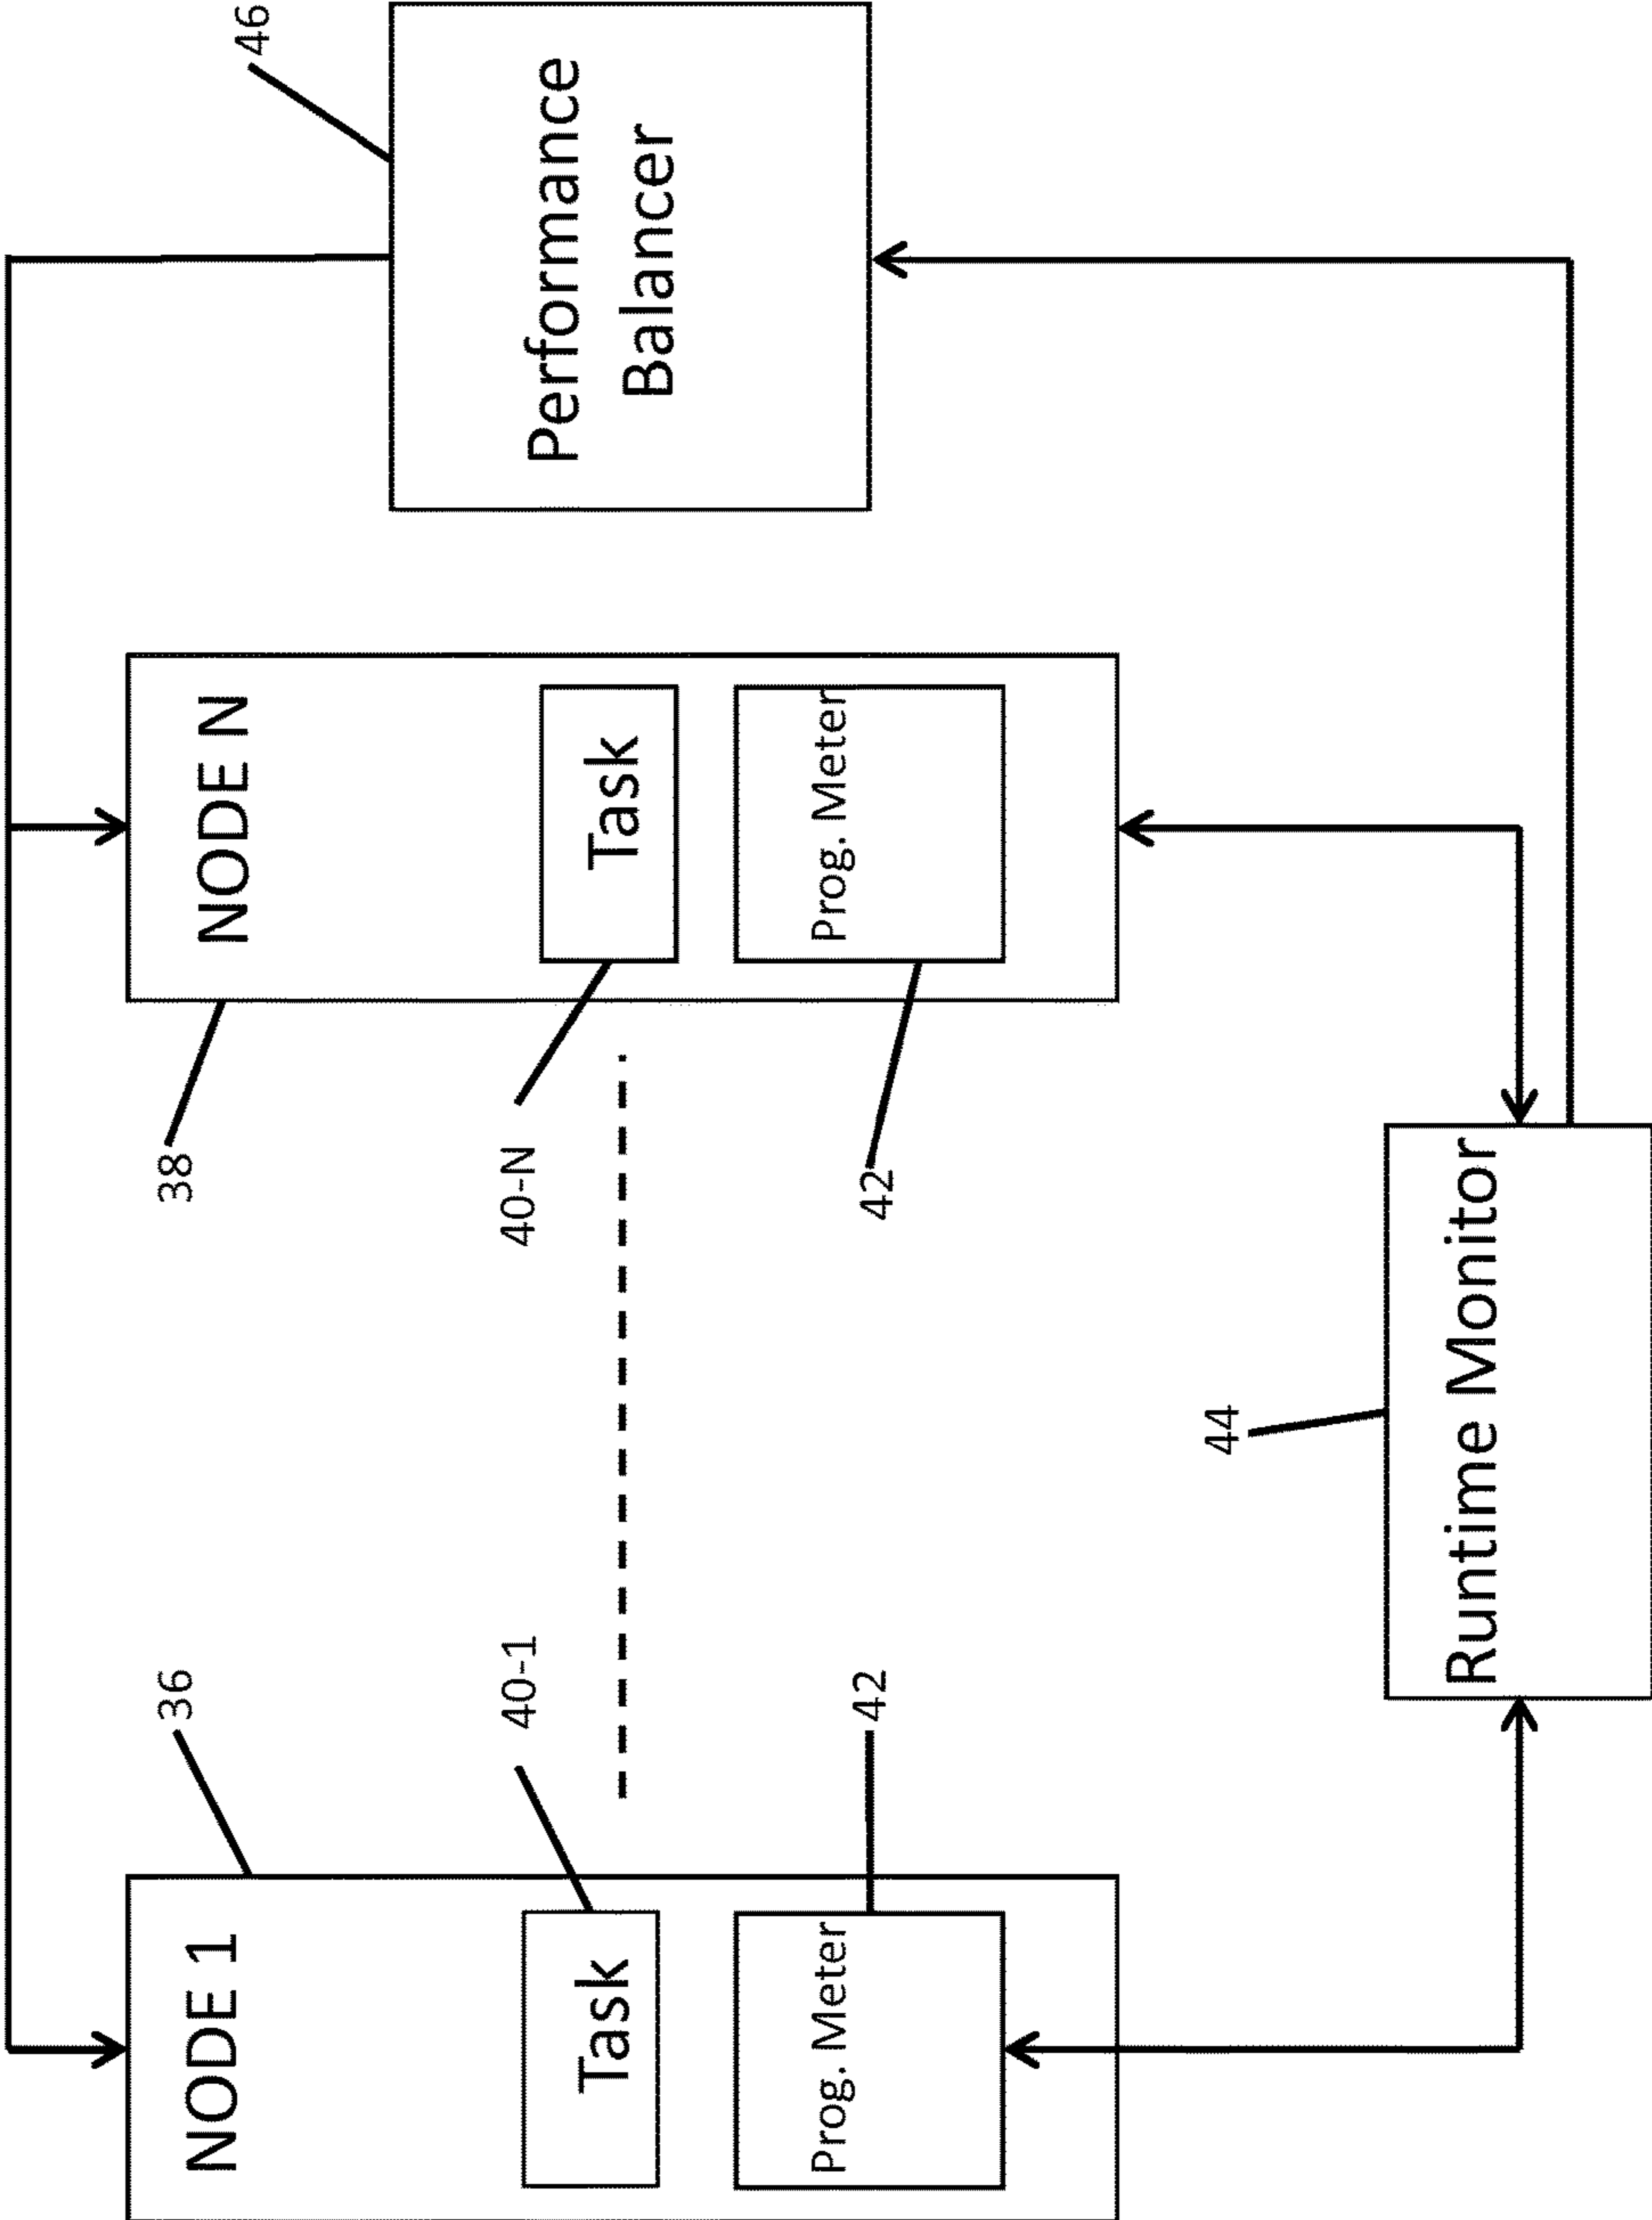 NODE 1
36
Task
40-1
Prog. Meter
42
NODE N
38
Task
40-N
Prog. Meter
42
Performance
Balancer
46
Runtime Monitor
44